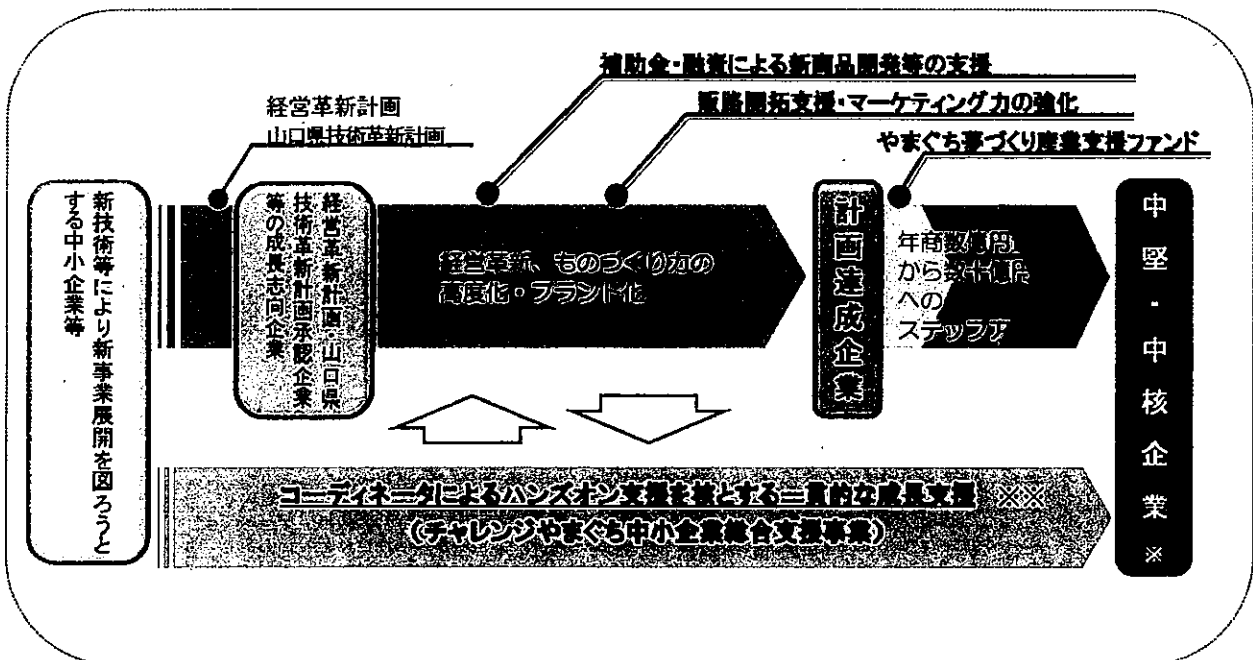 補助金・融資による新商品開発等の支援
販路開拓支援・マーケティング力の強化
やまぐち夢づくり産業支援ファンド
経営革新計画
山口県技術革新計画
新技術等により新事業展開を図ろうと
する中小企業等
経営革新計画・山口県
技術革新計画承認企業
等の成長志向企業
経営革新、ものづくり力の
高度化・ブランド化
計画達成企業
年商数億円
から数十億円
への
ステップア
中堅・中核企業※
コーディネータによるハンズオン支援を核とする一貫的な成長支援 ※※
(チャレンジやまぐち中小企業総合支援事業)